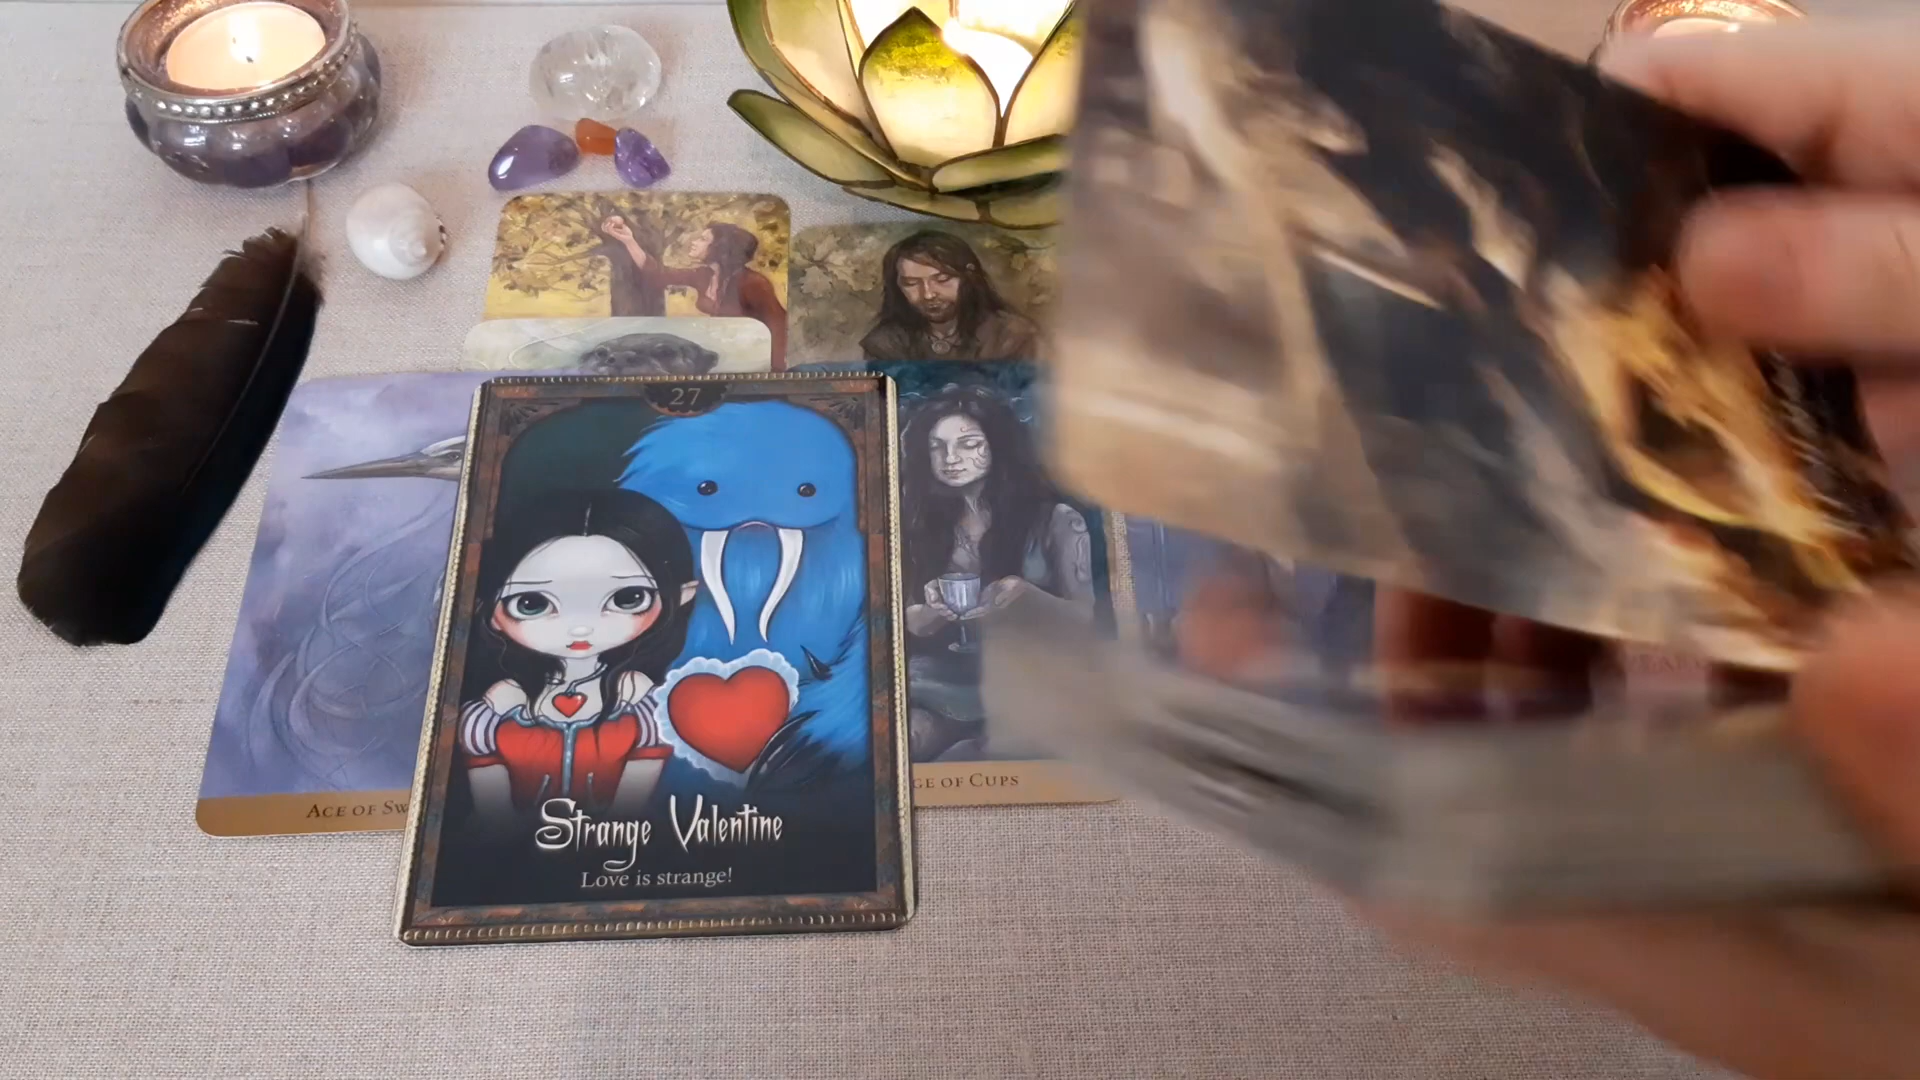 27
Strange Valentine
Love is strange!
ACE OF SW
GE OF CUPS